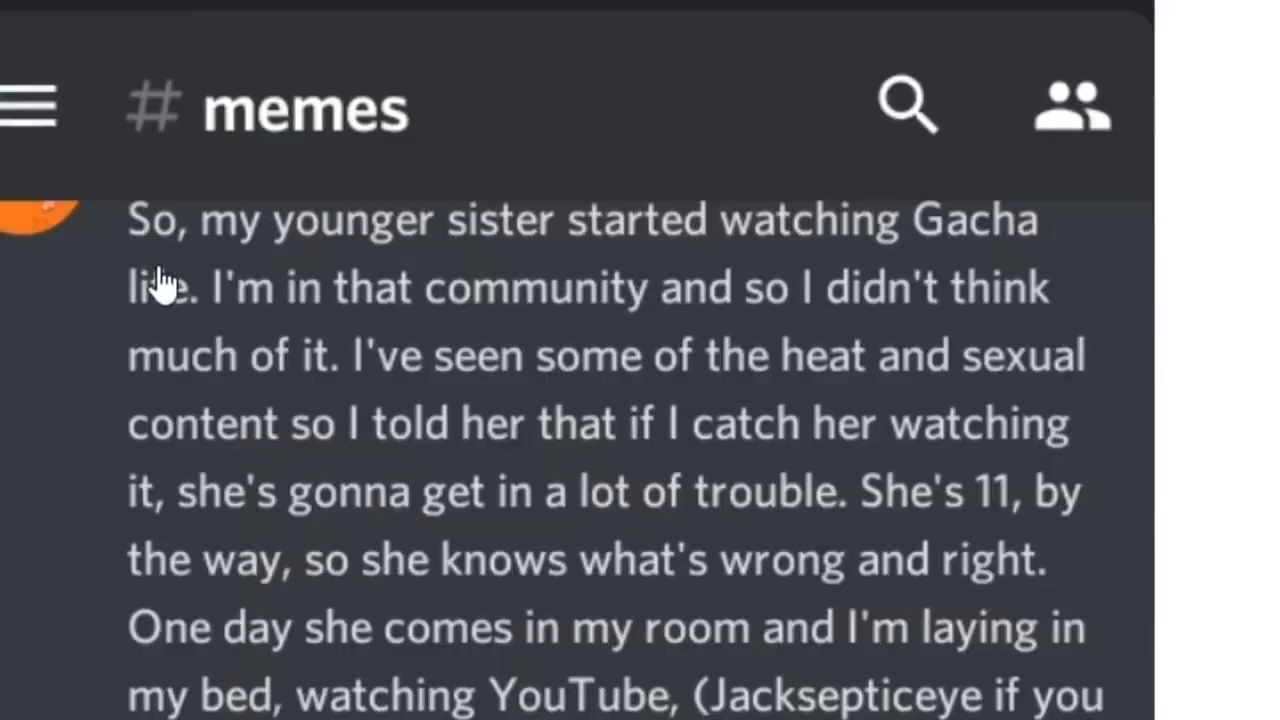 # memes
So, my younger sister started watching Gacha
life. I'm in that community and so I didn't think
much of it. I've seen some of the heat and sexual
content so I told her that if I catch her watching
it, she's gonna get in a lot of trouble. She's 11, by
the way, so she knows what's wrong and right.
One day she comes in my room and I'm laying in
my bed, watching YouTube, (Jacksepticeye if you